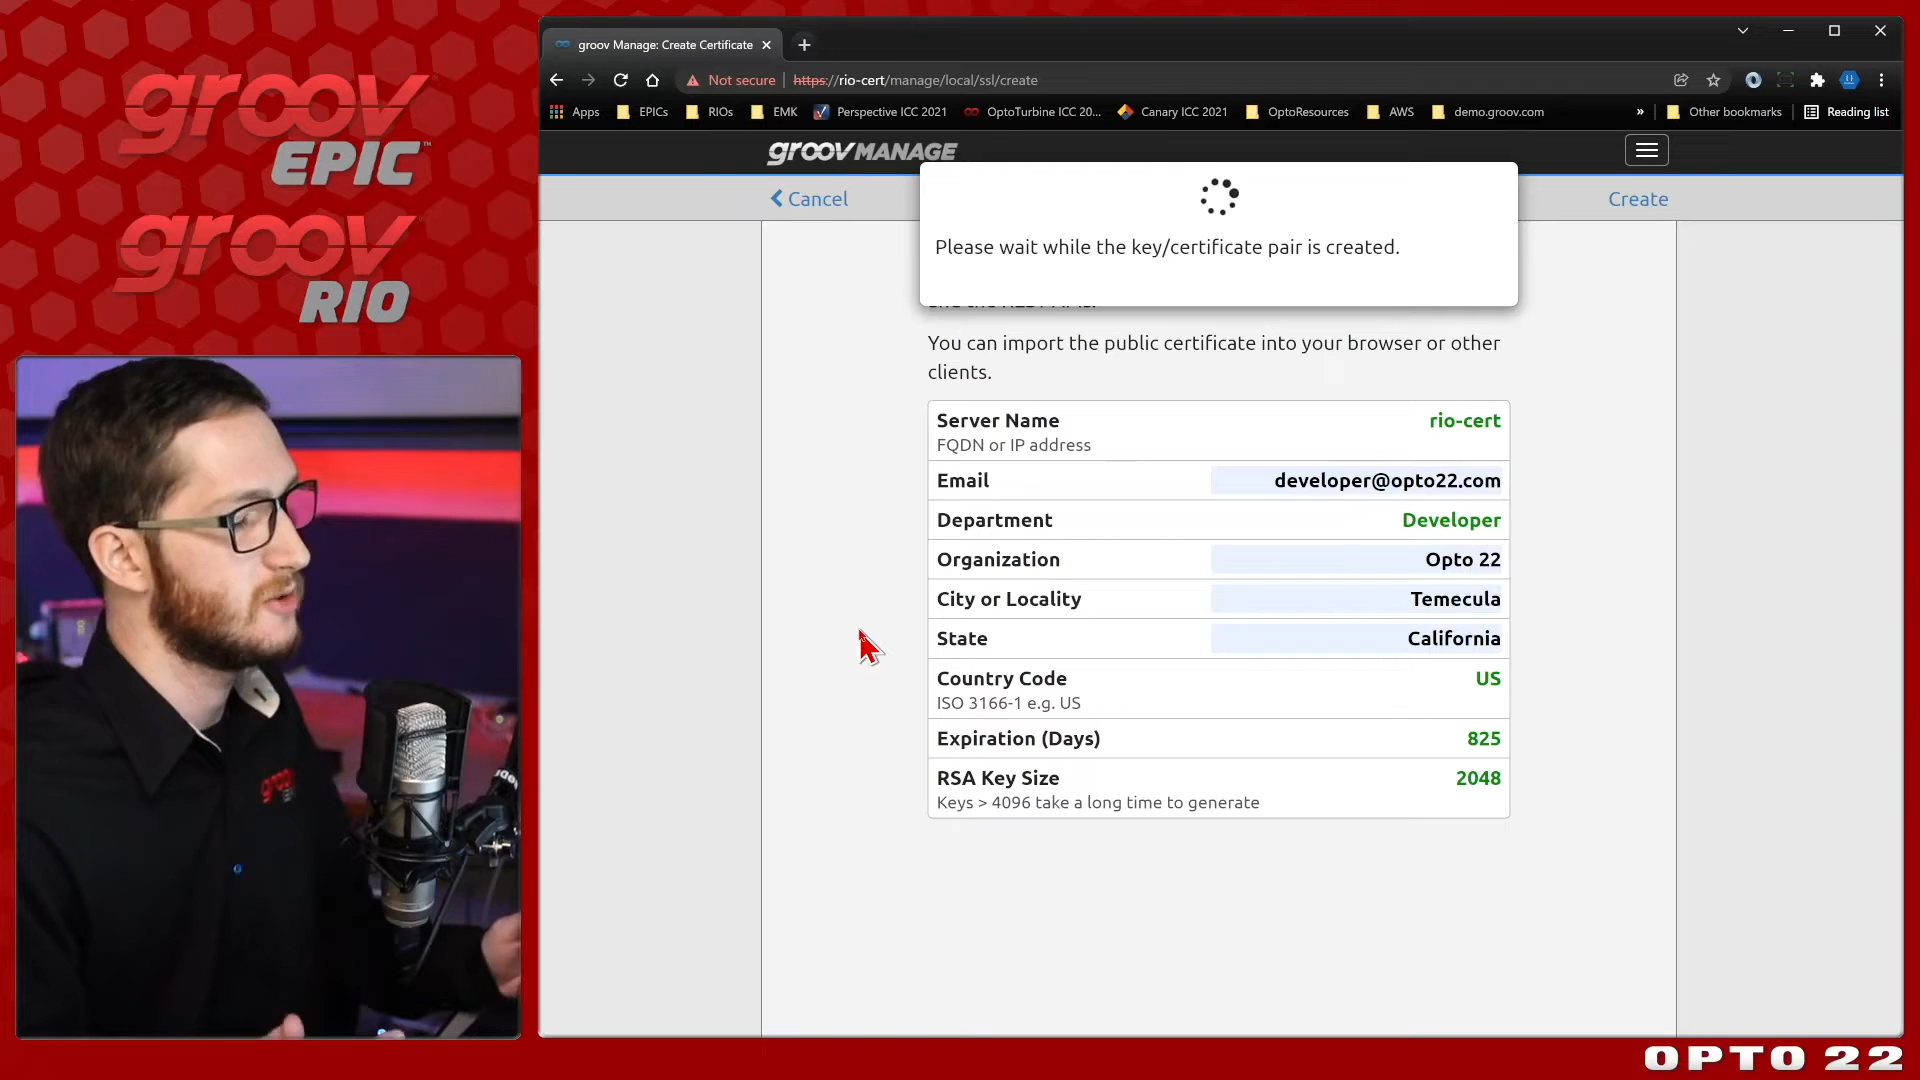 groov
EPIC™
groov
RIO
groov Manage: Create Certificate
Not secure
https://rio-cert/manage/local/ssl/create
Apps
EPICs
RIOs
EMK
Perspective ICC 2021
OptoTurbine ICC 20...
Canary ICC 2021
OptoResources
AWS
demo.groov.com
»
Other bookmarks
Reading list
groovMANAGE
Cancel
Create
Please wait while the key/certificate pair is created.
You can import the public certificate into your browser or other
clients.
Server Name
rio-cert
FQDN or IP address
Email
developer@opto22.com
Department
Developer
Organization
Opto 22
City or Locality
Temecula
State
California
Country Code
US
ISO 3166-1 e.g. US
Expiration (Days)
825
RSA Key Size
2048
Keys > 4096 take a long time to generate
groov
OPTO 22